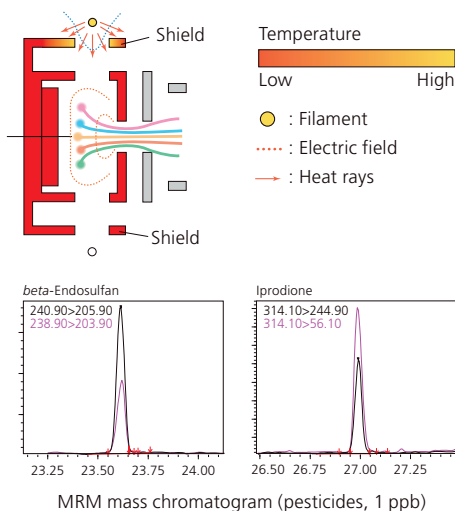 Shield
Temperature
Low High
: Filament
: Electric field
: Heat rays
Shield
beta-Endosulfan
240.90>205.90
238.90>203.90
23.25 23.50 23.75 24.00
Iprodione
314.10>244.90
314.10>56.10
26.50 26.75 27.00 27.25
MRM mass chromatogram (pesticides, 1 ppb)